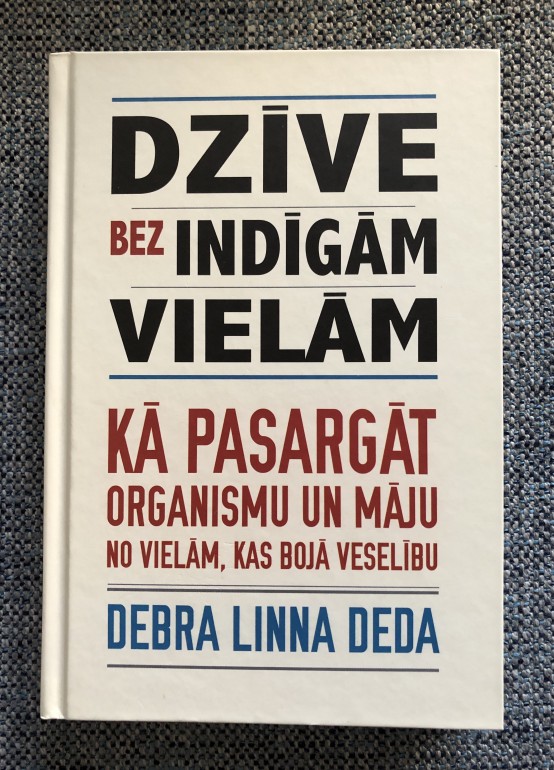 DZĪVE
BEZ INDĪGĀM
VIELĀM
KĀ PASARGĀT
ORGANISMU UN MĀJU
NO VIELĀM, KAS BOJĀ VESELĪBU
DEBRA LINNA DEDA